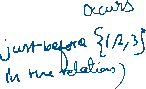 occurs
just before {1,2,3}
in the relation)